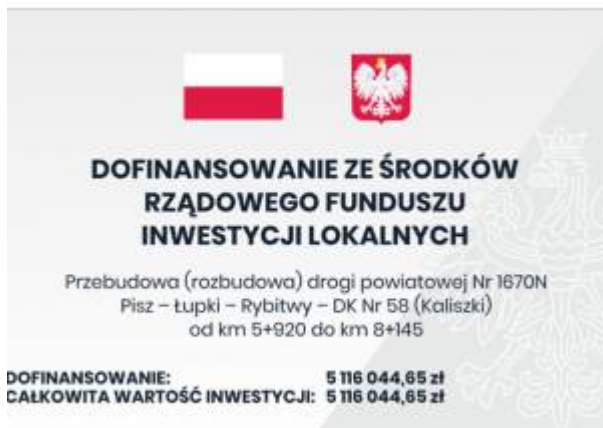 DOFINANSOWANIE ZE ŚRODKÓW
RZĄDOWEGO FUNDUSZU
INWESTYCJI LOKALNYCH
Przebudowa (rozbudowa) drogi powiatowej Nr 1670N
Pisz – Łupki – Rybitwy – DK Nr 58 (Kaliszki)
od km 5+920 do km 8+145
DOFINANSOWANIE: 5 116 044,65 zł
CAŁKOWITA WARTOŚĆ INWESTYCJI: 5 116 044,65 zł